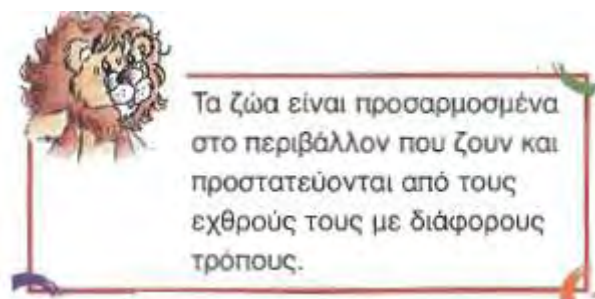 Τα ζώα είναι προσαρμοσμένα
στο περιβάλλον που ζουν και
προστατεύονται από τους
εχθρούς τους με διάφορους
τρόπους.